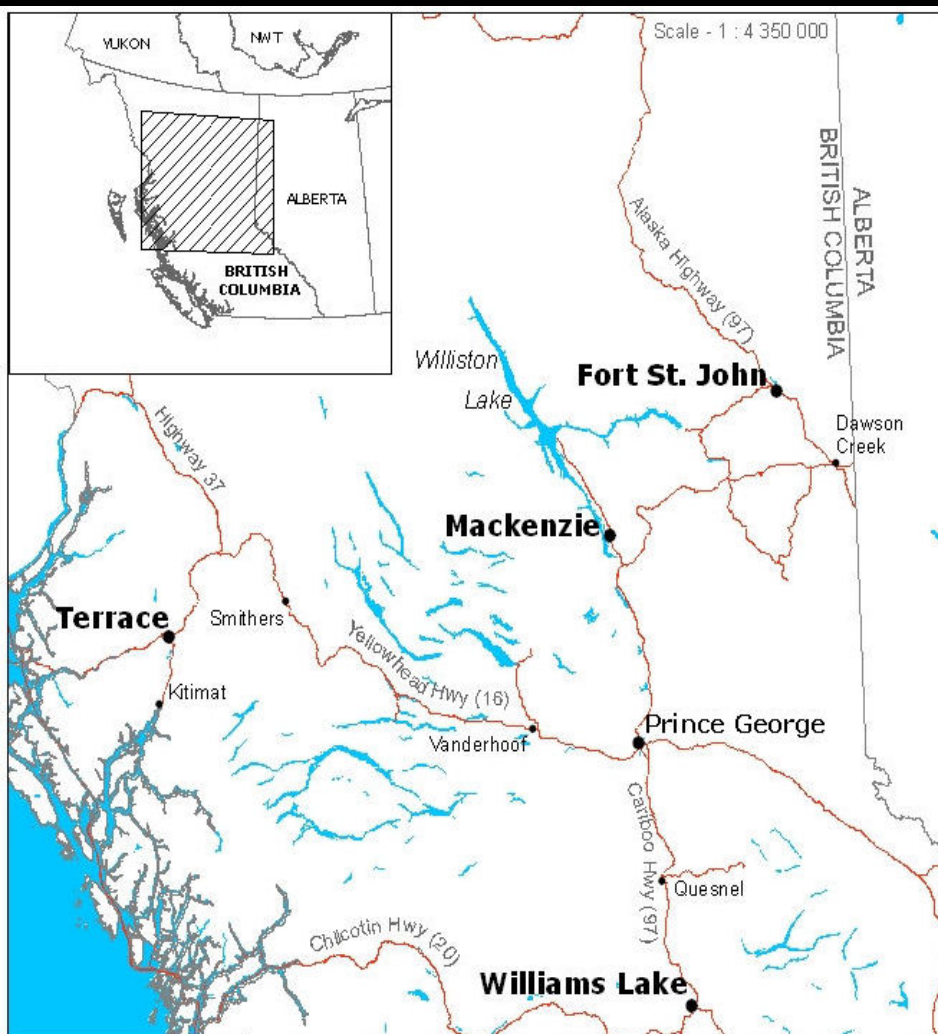 YUKON
NWT
ALBERTA
BRITISH
COLUMBIA
Scale - 1 : 4 350 000
BRITISH COLUMBIA
ALBERTA
Alaska Highway (97)
Williston
Lake
Fort St. John
Dawson
Creek
Highway 37
Mackenzie
Terrace
Smithers
Yellowhead Hwy (16)
Kitimat
Vanderhoof
Prince George
Cariboo Hwy (97)
Quesnel
Chilcotin Hwy (20)
Williams Lake